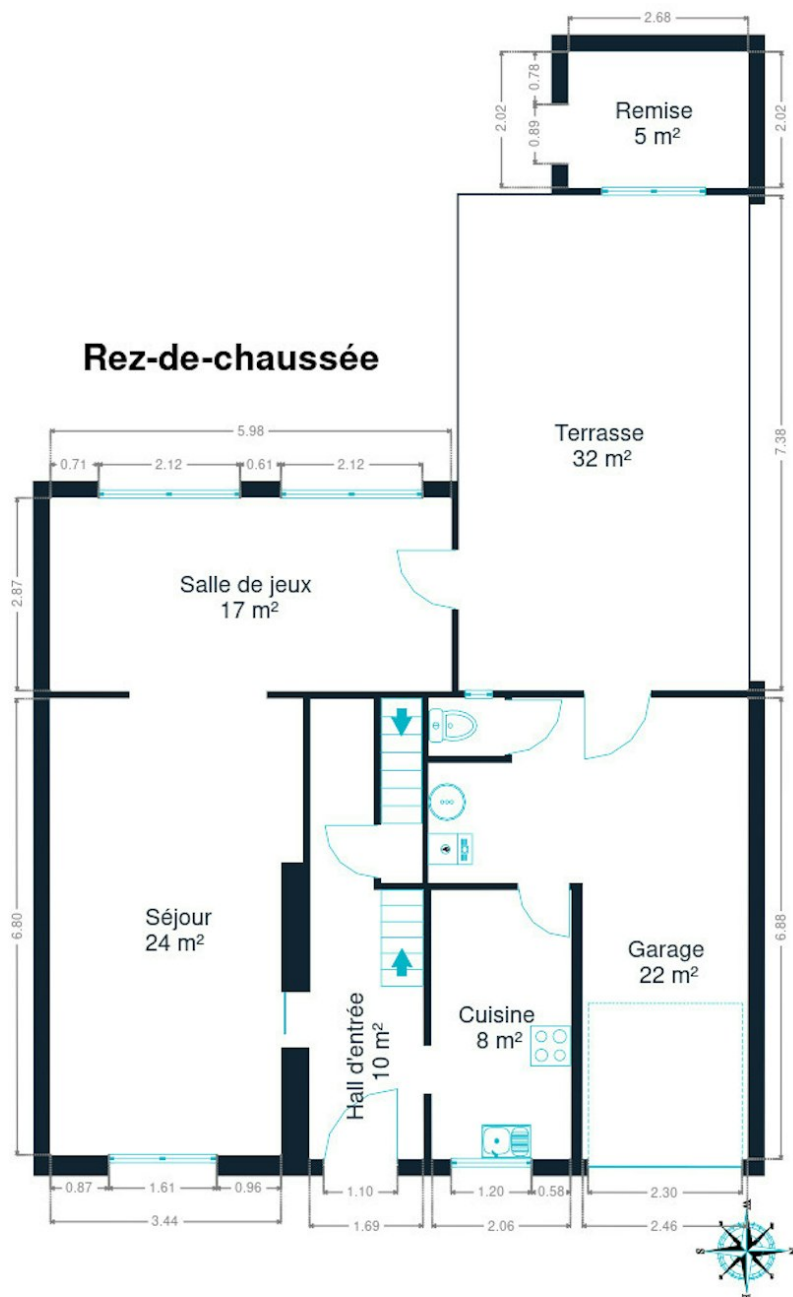 2.68
0.78
2.02
0.89
2.02
Remise
5 m²
Rez-de-chaussée
Terrasse
32 m²
7.38
5.98
0.71
2.12
0.61
2.12
2.87
Salle de jeux
17 m²
6.80
Séjour
24 m²
Hall d'entrée
10 m²
Cuisine
8 m²
Garage
22 m²
6.88
0.87
1.61
0.96
1.10
1.20
0.58
2.30
3.44
1.69
2.06
2.46
S
N